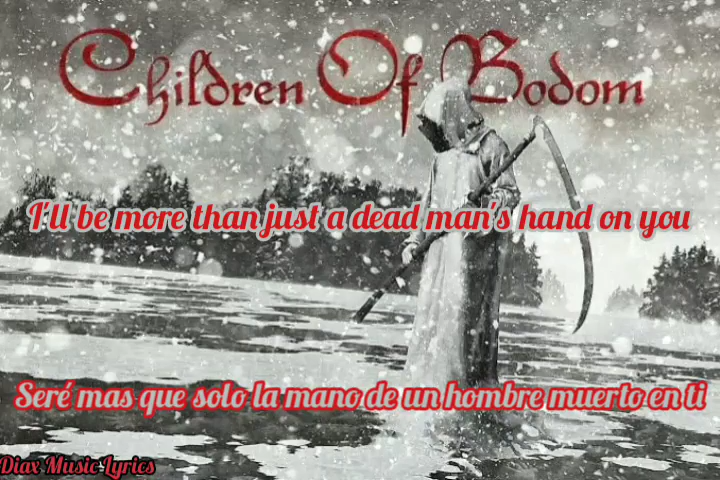 Children Of Bodom
I'll be more than just a dead man's hand on you
Seré mas que solo la mano de un hombre muerto en ti
Diax Music Lyrics